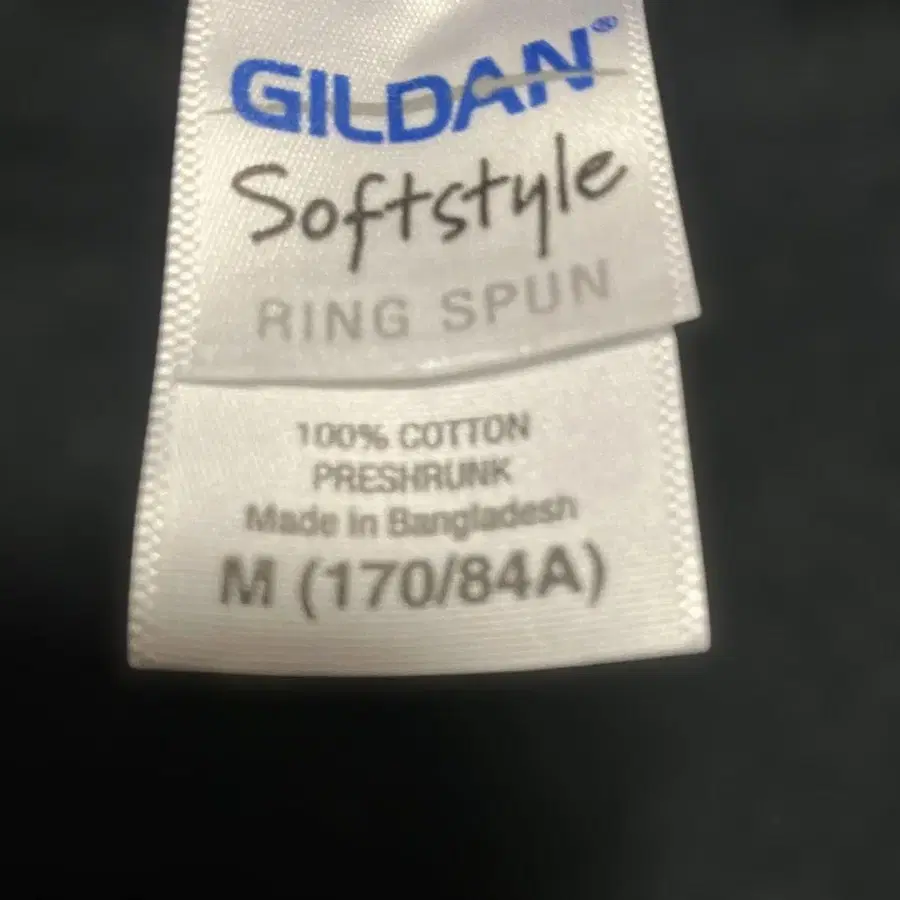 GILDAN®
Softstyle
RING SPUN
100% COTTON
PRESHRUNK
Made in Bangladesh
M (170/84A)